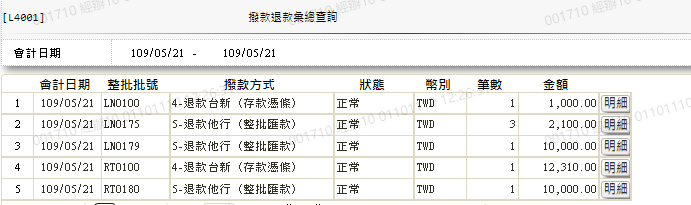 [L4001] 撥款退款彙總查詢
會計日期 109/05/21 - 109/05/21
會計日期 整批批號 撥款方式 狀態 幣別 筆數 金額
1 109/05/21 LN0100 4-退款台新（存款憑條） 正常 TWD 1 1,000.00 明細
2 109/05/21 LN0175 5-退款他行（整批匯款） 正常 TWD 3 2,100.00 明細
3 109/05/21 LN0179 5-退款他行（整批匯款） 正常 TWD 1 10,000.00 明細
4 109/05/21 RT0100 4-退款台新（存款憑條） 正常 TWD 1 12,310.00 明細
5 109/05/21 RT0180 5-退款他行（整批匯款） 正常 TWD 1 10,000.00 明細